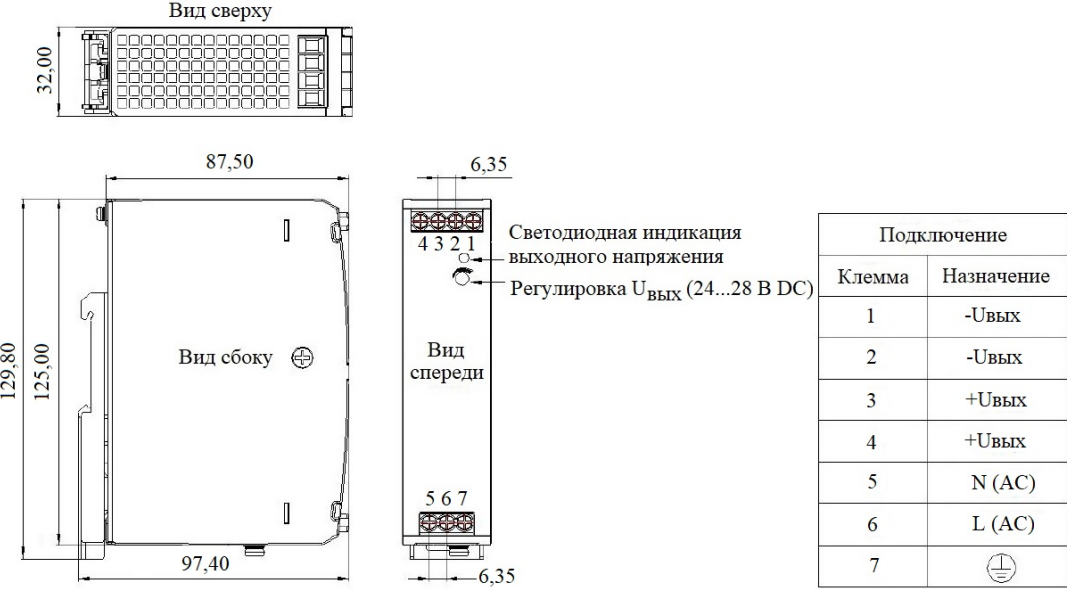 Вид сверху
32,00
87,50
6,35
4 3 2 1
Светодиодная индикация
выходного напряжения
Регулировка Uвых (24...28 В DC)
129,80
125,00
Вид сбоку
Вид
спереди
5 6 7
97,40
6,35
Подключение
Клемма Назначение
1 -Uвых
2 -Uвых
3 +Uвых
4 +Uвых
5 N (AC)
6 L (AC)
7